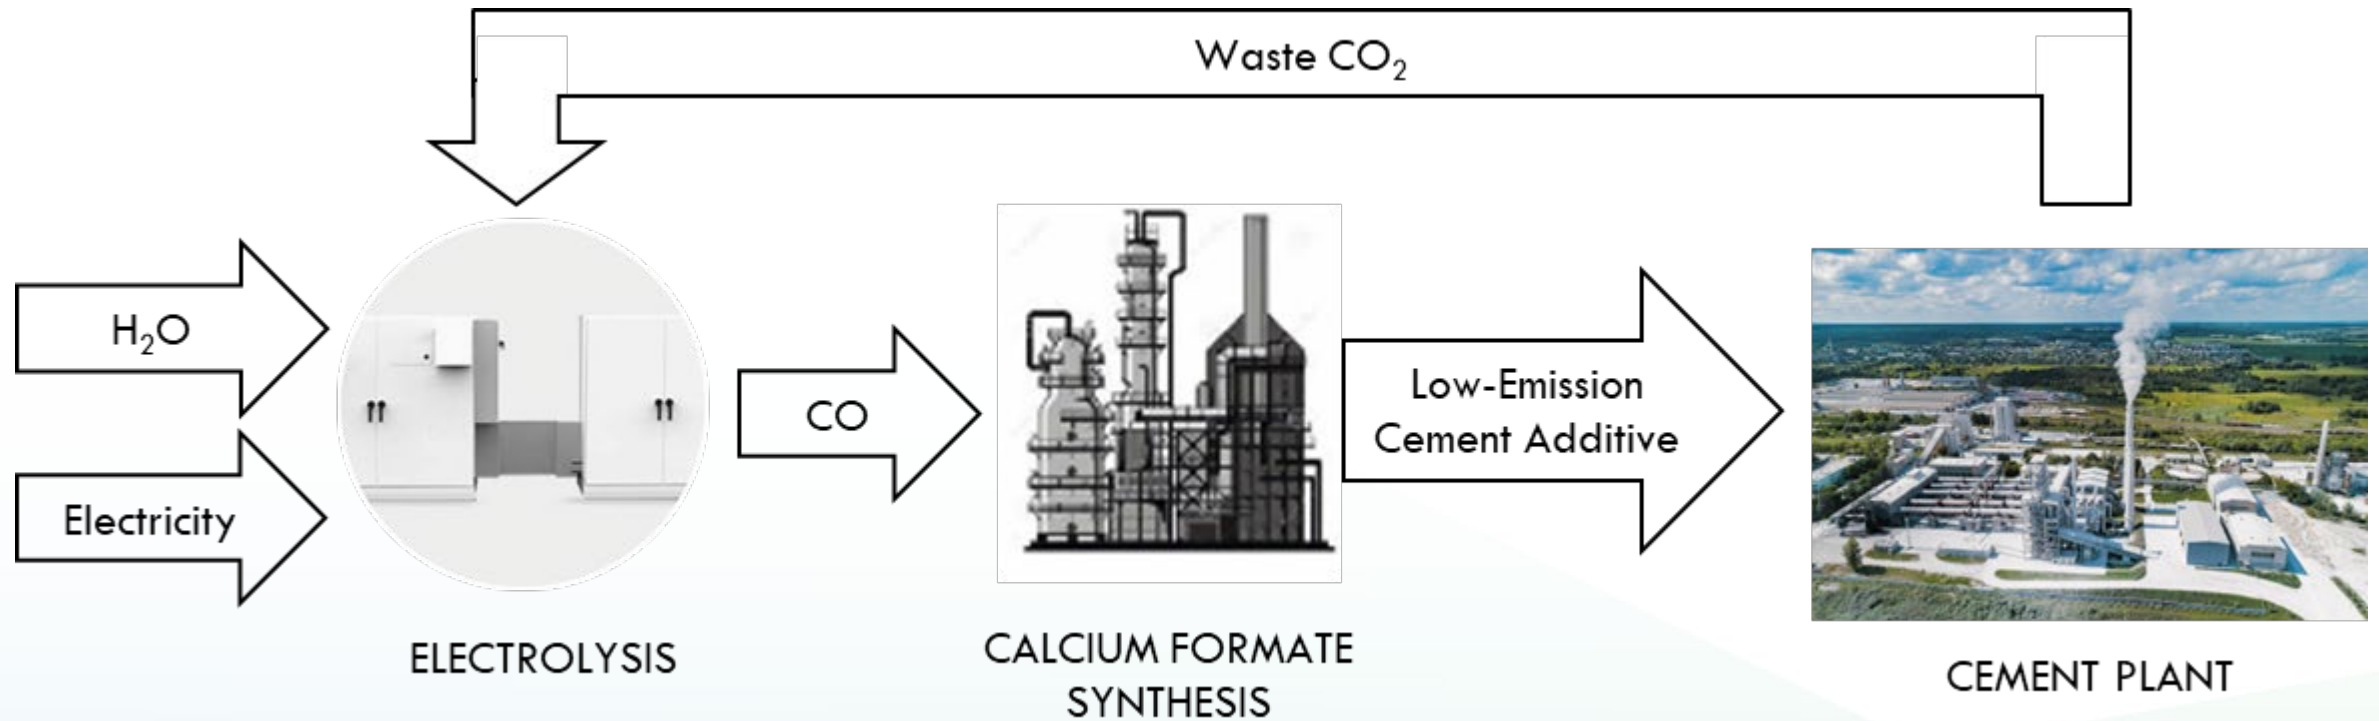 Waste CO₂
H₂O
Electricity
CO
Low-Emission
Cement Additive
ELECTROLYSIS
CALCIUM FORMATE
SYNTHESIS
CEMENT PLANT